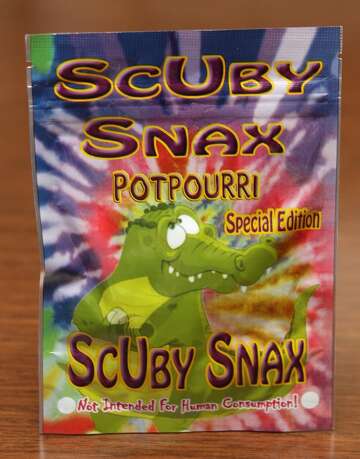 ScUby
Snax
Potpourri
Special Edition
ScUby Snax
Not Intended For Human Consumption!